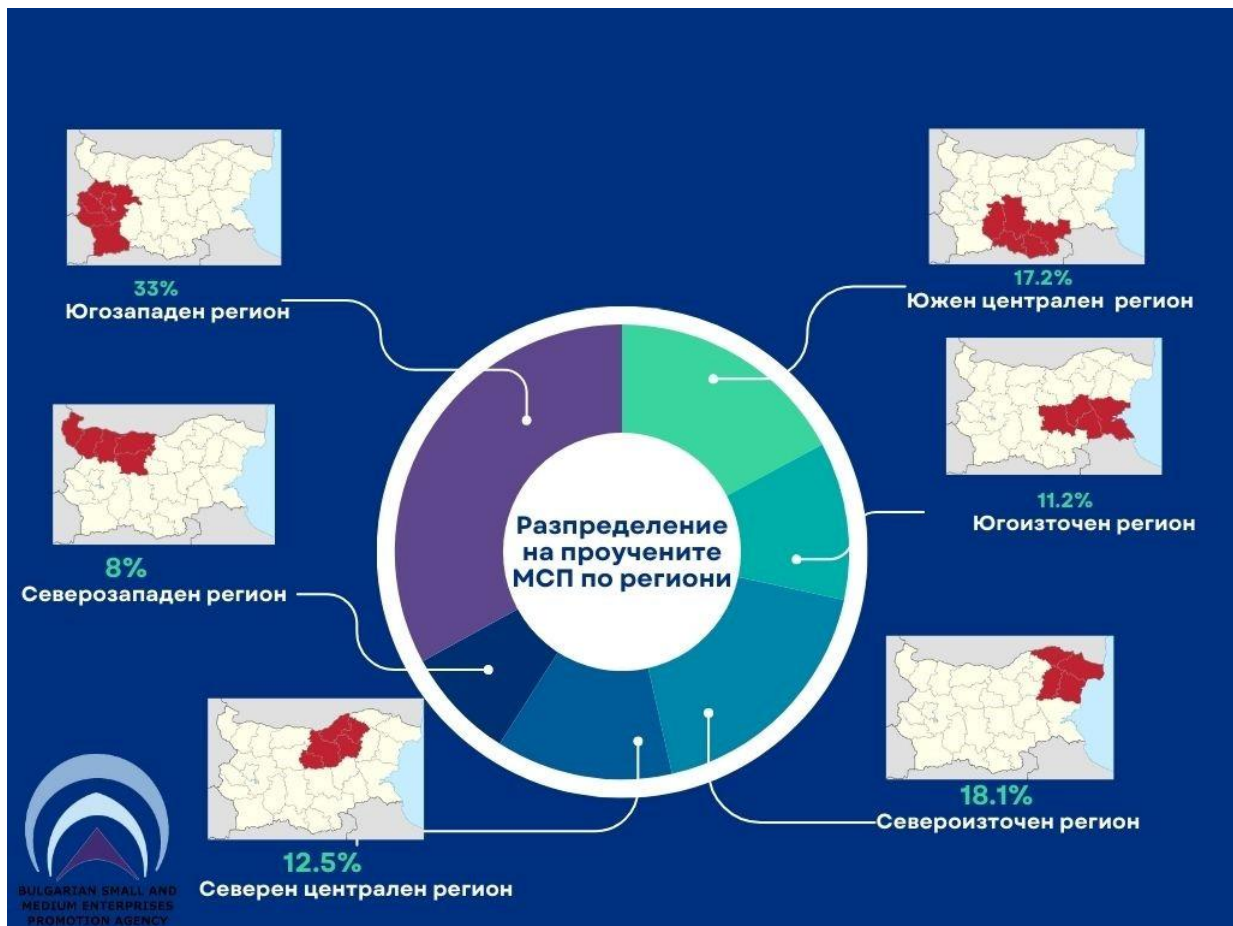 33%
Югозападен регион
17.2%
Южен централен регион
11.2%
Югоизточен регион
8%
Северозападен регион
Разпределение
на проучените
МСП по региони
18.1%
Североизточен регион
12.5%
Северен централен регион
BULGARIAN SMALL AND
MEDIUM ENTERPRISES
PROMOTION AGENCY